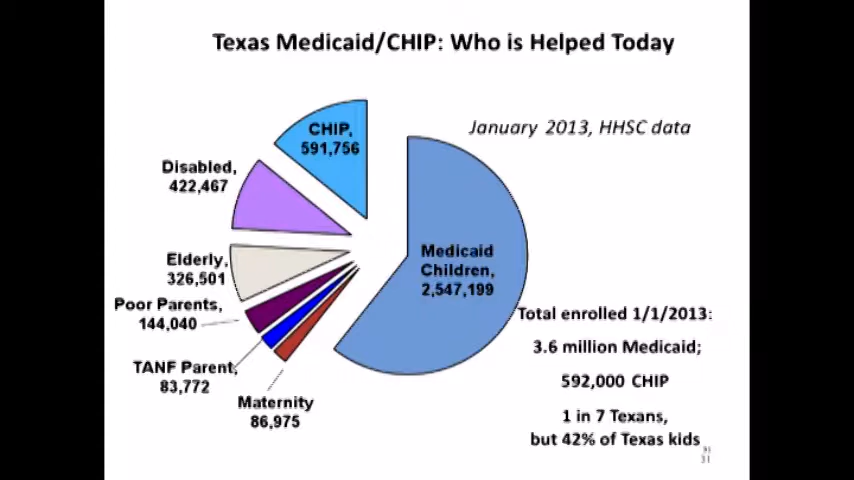 Texas Medicaid/CHIP: Who is Helped Today
January 2013, HHSC data
CHIP,
591,756
Disabled,
422,467
Elderly,
326,501
Poor Parents,
144,040
TANF Parent,
83,772
Maternity
86,975
Medicaid
Children,
2,547,199
Total enrolled 1/1/2013:
3.6 million Medicaid;
592,000 CHIP
1 in 7 Texans,
but 42% of Texas kids
31